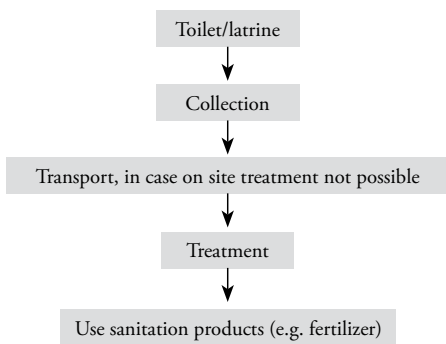 Toilet/latrine
Collection
Transport, in case on site treatment not possible
Treatment
Use sanitation products (e.g. fertilizer)